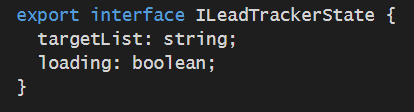 export interface ILeadTrackerState {
  targetList: string;
  loading: boolean;
}